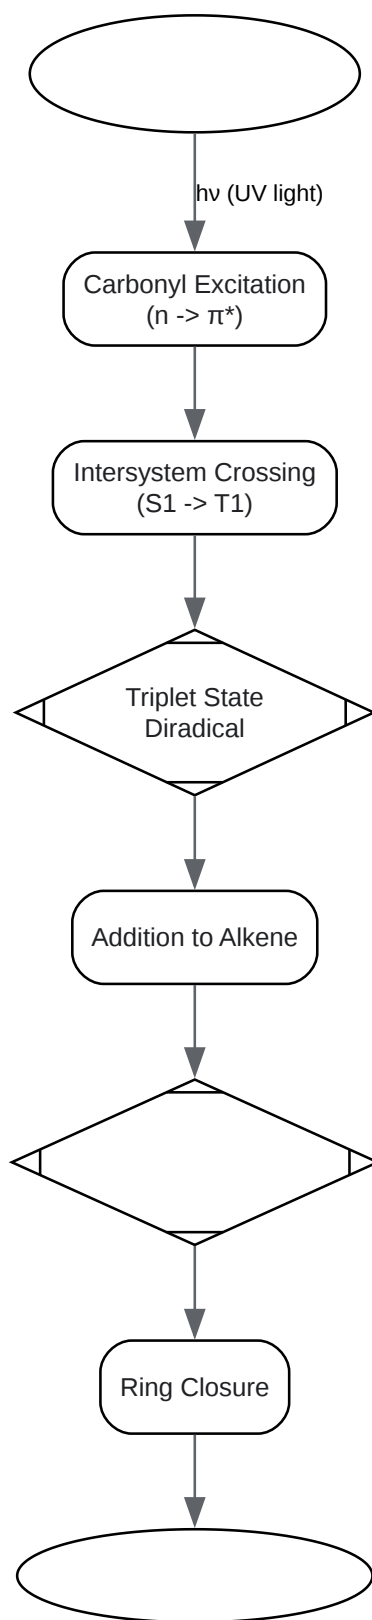 hν (UV light)
Carbonyl Excitation
(n -> π*)
Intersystem Crossing
(S1 -> T1)
Triplet State
Diradical
Addition to Alkene
Ring Closure